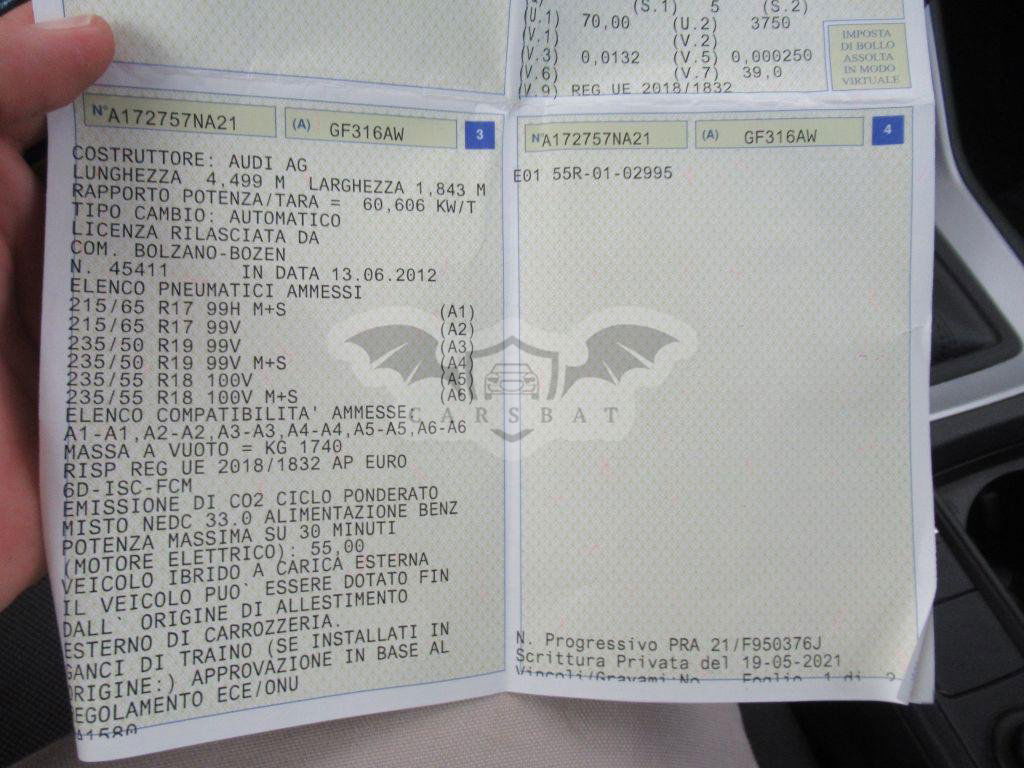 (S.1) 5 (S.2)
(U.1) 70,00 (U.2) 3750
(V.1) (V.2)
(V.3) 0,0132 (V.5) 0,000250
(V.6) (V.7) 39,0
(V.9) REG UE 2018/1832
IMPOSTA
DI BOLLO
ASSOLTA
IN MODO
VIRTUALE
N° A172757NA21 (A) GF316AW 3
COSTRUTTORE: AUDI AG
LUNGHEZZA 4,499 M LARGHEZZA 1,843 M
RAPPORTO POTENZA/TARA = 60,606 KW/T
TIPO CAMBIO: AUTOMATICO
LICENZA RILASCIATA DA
COM. BOLZANO-BOZEN
N. 45411 IN DATA 13.06.2012
ELENCO PNEUMATICI AMMESSI
215/65 R17 99H M+S (A1)
215/65 R17 99V (A2)
235/50 R19 99V (A3)
235/50 R19 99V M+S (A4)
235/55 R18 100V (A5)
235/55 R18 100V M+S (A6)
ELENCO COMPATIBILITA' AMMESSE:
A1-A1,A2-A2,A3-A3,A4-A4,A5-A5,A6-A6
MASSA A VUOTO = KG 1740
RISP REG UE 2018/1832 AP EURO
6D-ISC-FCM
EMISSIONE DI CO2 CICLO PONDERATO
MISTO NEDC 33.0 ALIMENTAZIONE BENZ
POTENZA MASSIMA SU 30 MINUTI
(MOTORE ELETTRICO): 55,00
VEICOLO IBRIDO A CARICA ESTERNA
IL VEICOLO PUO` ESSERE DOTATO FIN
DALL` ORIGINE DI ALLESTIMENTO
ESTERNO DI CARROZZERIA.
GANCI DI TRAINO (SE INSTALLATI IN
ORIGINE:) APPROVAZIONE IN BASE AL
REGOLAMENTO ECE/ONU
A1580
N° A172757NA21 (A) GF316AW 4
E01 55R-01-02995
N. Progressivo PRA 21/F950376J
Scrittura Privata del 19-05-2021
Vincoli/Gravami:No Foglio 1 di 2
CARSBAT